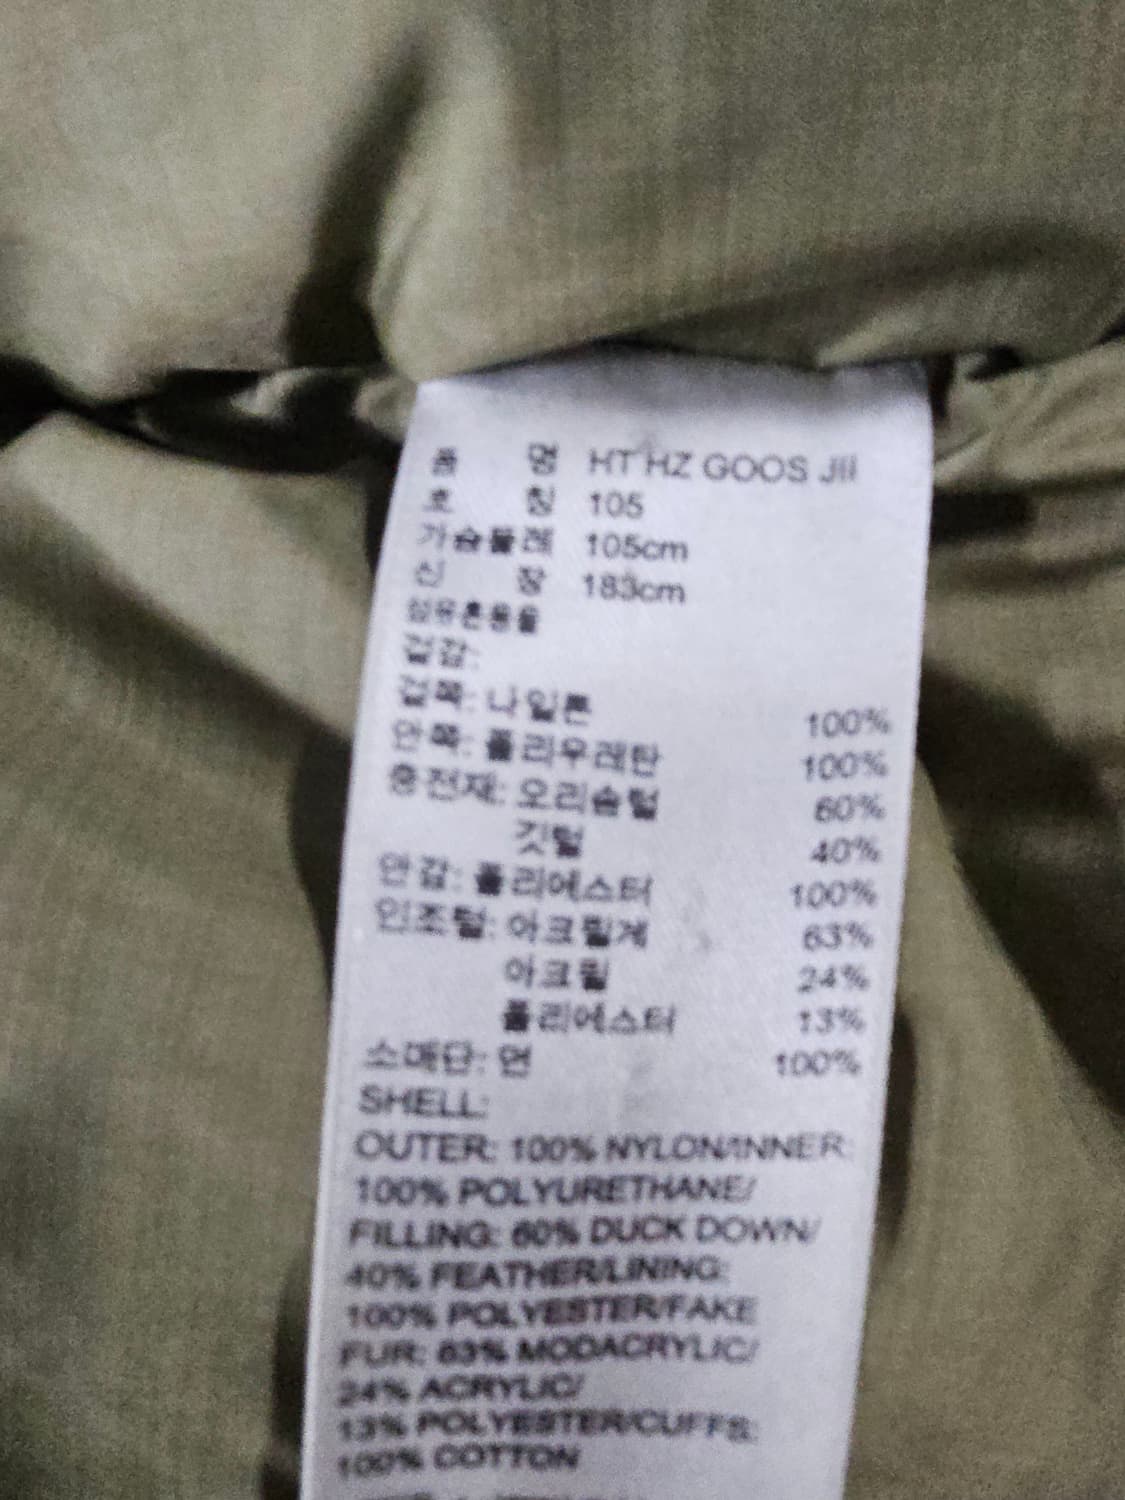 품 명 HT HZ GOOS Jil
호 칭 105
가슴둘레 105cm
신 장 183cm
섬유혼용율
겉감:
겉쪽: 나일론 100%
안쪽: 폴리우레탄 100%
충전재: 오리솜털 60%
깃털 40%
안감: 폴리에스터 100%
인조털: 아크릴계 63%
아크릴 24%
폴리에스터 13%
소매단: 면 100%
SHELL:
OUTER: 100% NYLON/INNER:
100% POLYURETHANE/
FILLING: 60% DUCK DOWN/
40% FEATHER/LINING:
100% POLYESTER/FAKE
FUR: 63% MODACRYLIC/
24% ACRYLIC/
13% POLYESTER/CUFFS:
100% COTTON